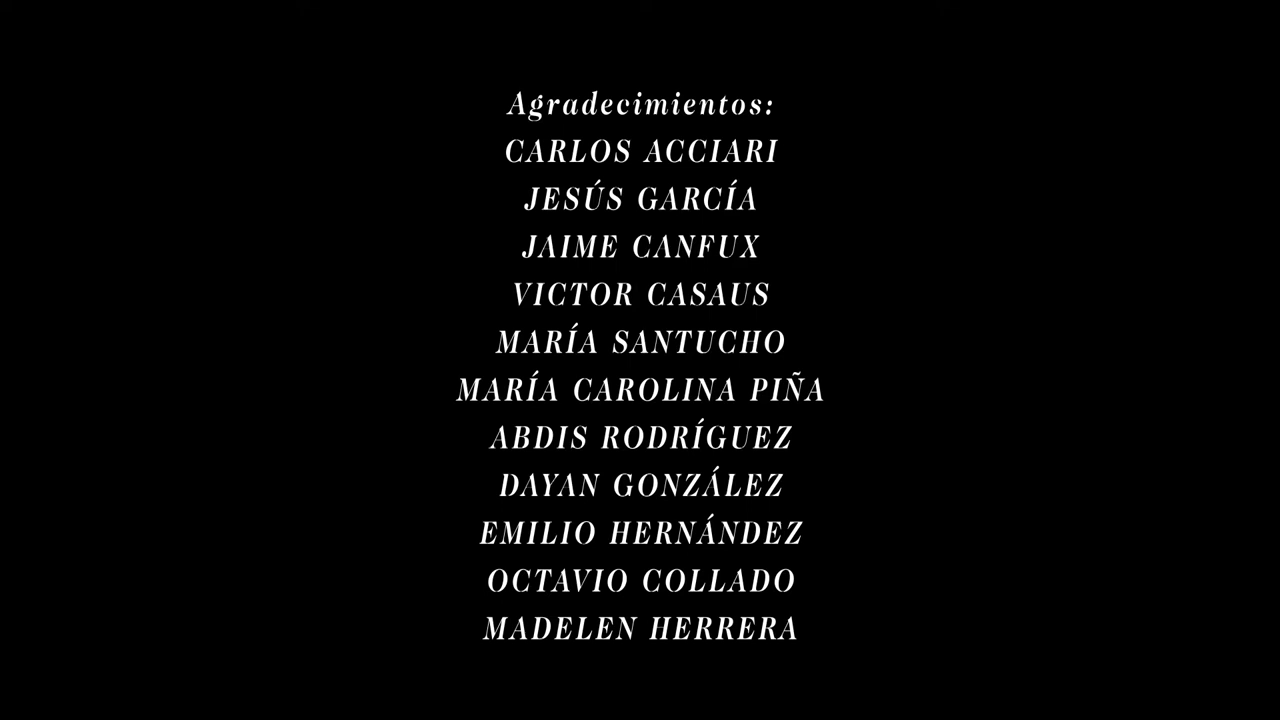 Agradecimientos:
CARLOS ACCIARI
JESÚS GARCÍA
JAIME CANFUX
VICTOR CASAUS
MARÍA SANTUCHO
MARÍA CAROLINA PIÑA
ABDIS RODRÍGUEZ
DAYAN GONZÁLEZ
EMILIO HERNÁNDEZ
OCTAVIO COLLADO
MADELEN HERRERA